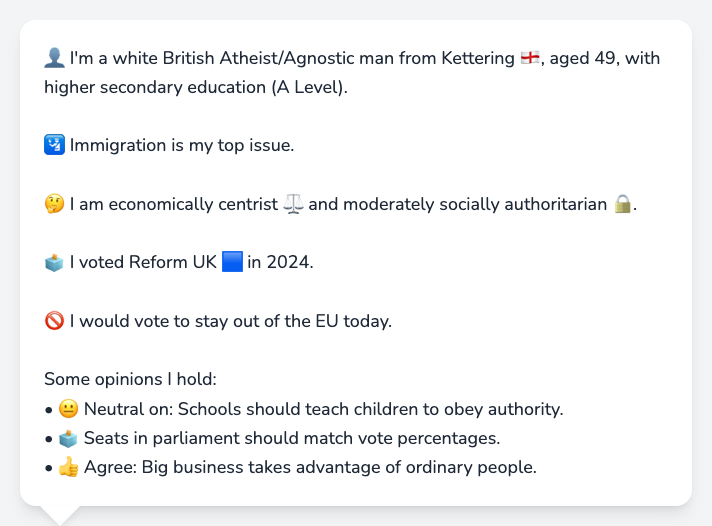 👤 I'm a white British Atheist/Agnostic man from Kettering 🏴󠁧󠁢󠁥󠁮󠁧󠁿, aged 49, with
higher secondary education (A Level).
🛂 Immigration is my top issue.
🤔 I am economically centrist ⚖️ and moderately socially authoritarian 🔒.
🗳️ I voted Reform UK 🟦 in 2024.
🚫 I would vote to stay out of the EU today.
Some opinions I hold:
• 😐 Neutral on: Schools should teach children to obey authority.
• 🗳️ Seats in parliament should match vote percentages.
• 👍 Agree: Big business takes advantage of ordinary people.